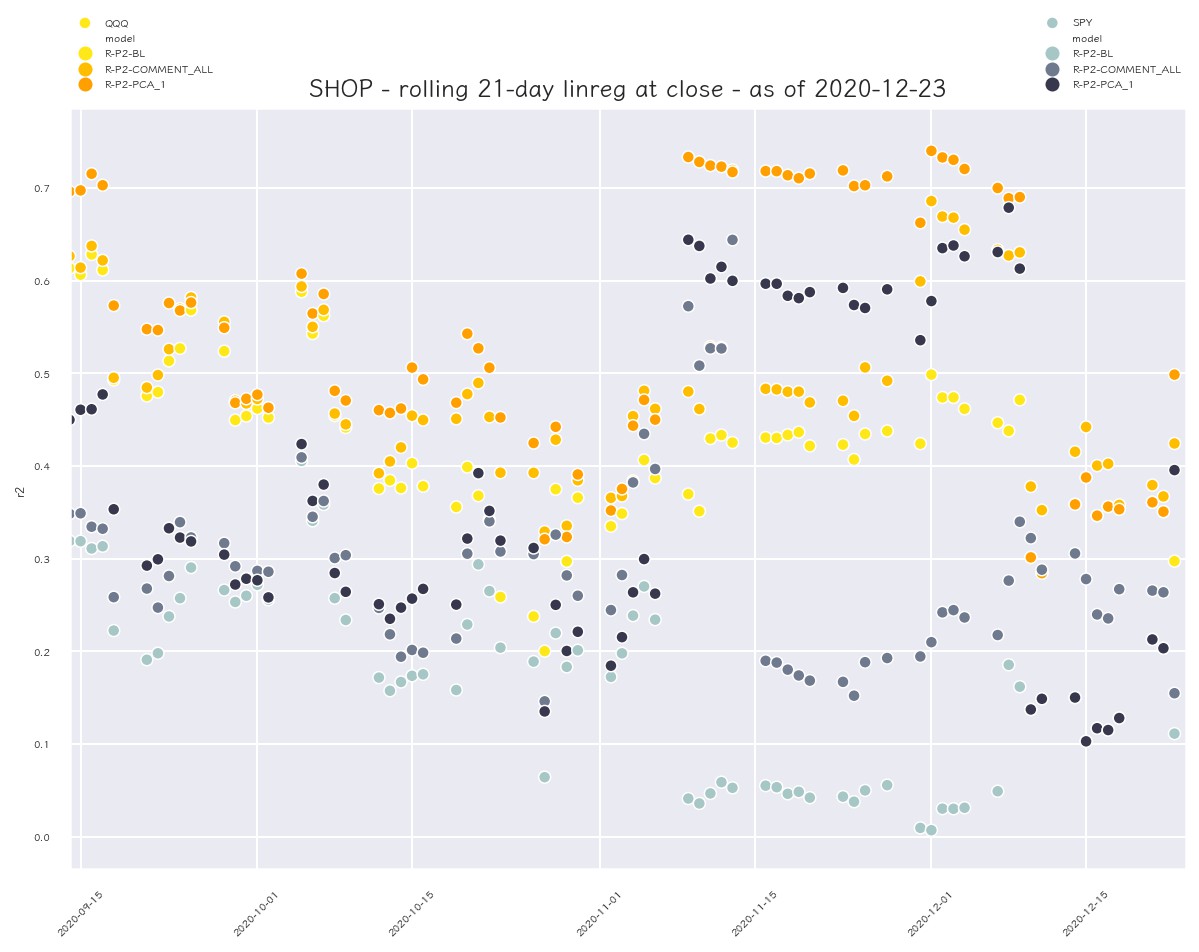 QQQ
model
R-P2-BL
R-P2-COMMENT_ALL
R-P2-PCA_1
SPY
model
R-P2-BL
R-P2-COMMENT_ALL
R-P2-PCA_1
SHOP - rolling 21-day linreg at close - as of 2020-12-23
0.7
0.6
0.5
0.4
r2
0.3
0.2
0.1
0.0
2020-09-15
2020-10-01
2020-10-15
2020-11-01
2020-11-15
2020-12-01
2020-12-15